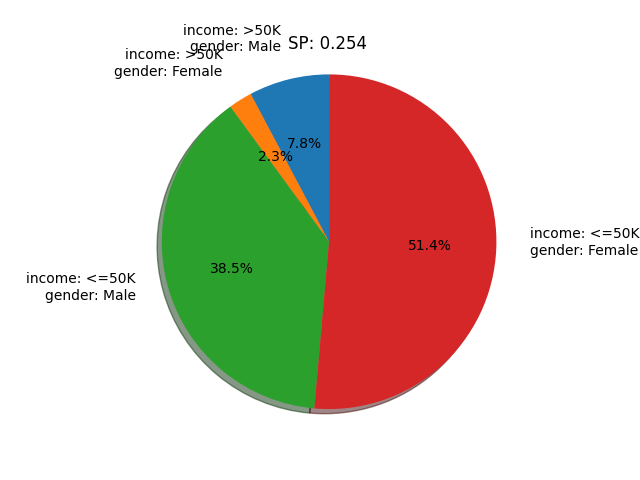 income: >50K
gender: Male
SP: 0.254
income: >50K
gender: Female
7.8%
2.3%
income: <=50K
gender: Female
51.4%
38.5%
income: <=50K
gender: Male